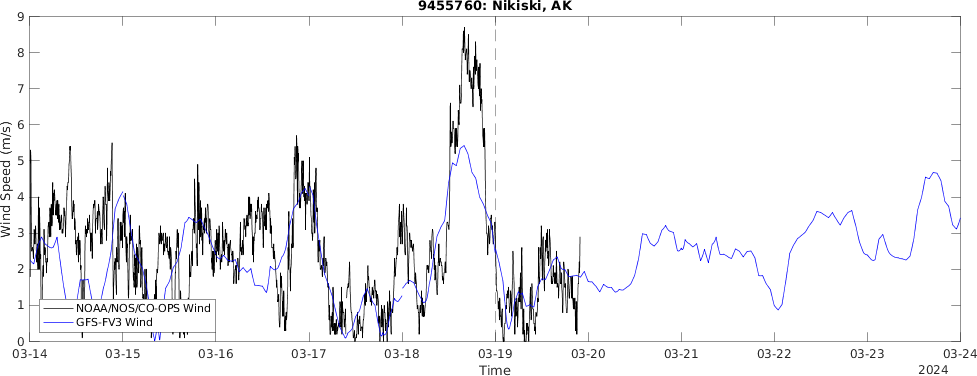 9455760: Nikiski, AK
Wind Speed (m/s)
9
8
7
6
5
4
3
2
1
0
NOAA/NOS/CO-OPS Wind
GFS-FV3 Wind
03-14 03-15 03-16 03-17 03-18 03-19 03-20 03-21 03-22 03-23 03-24
Time
2024